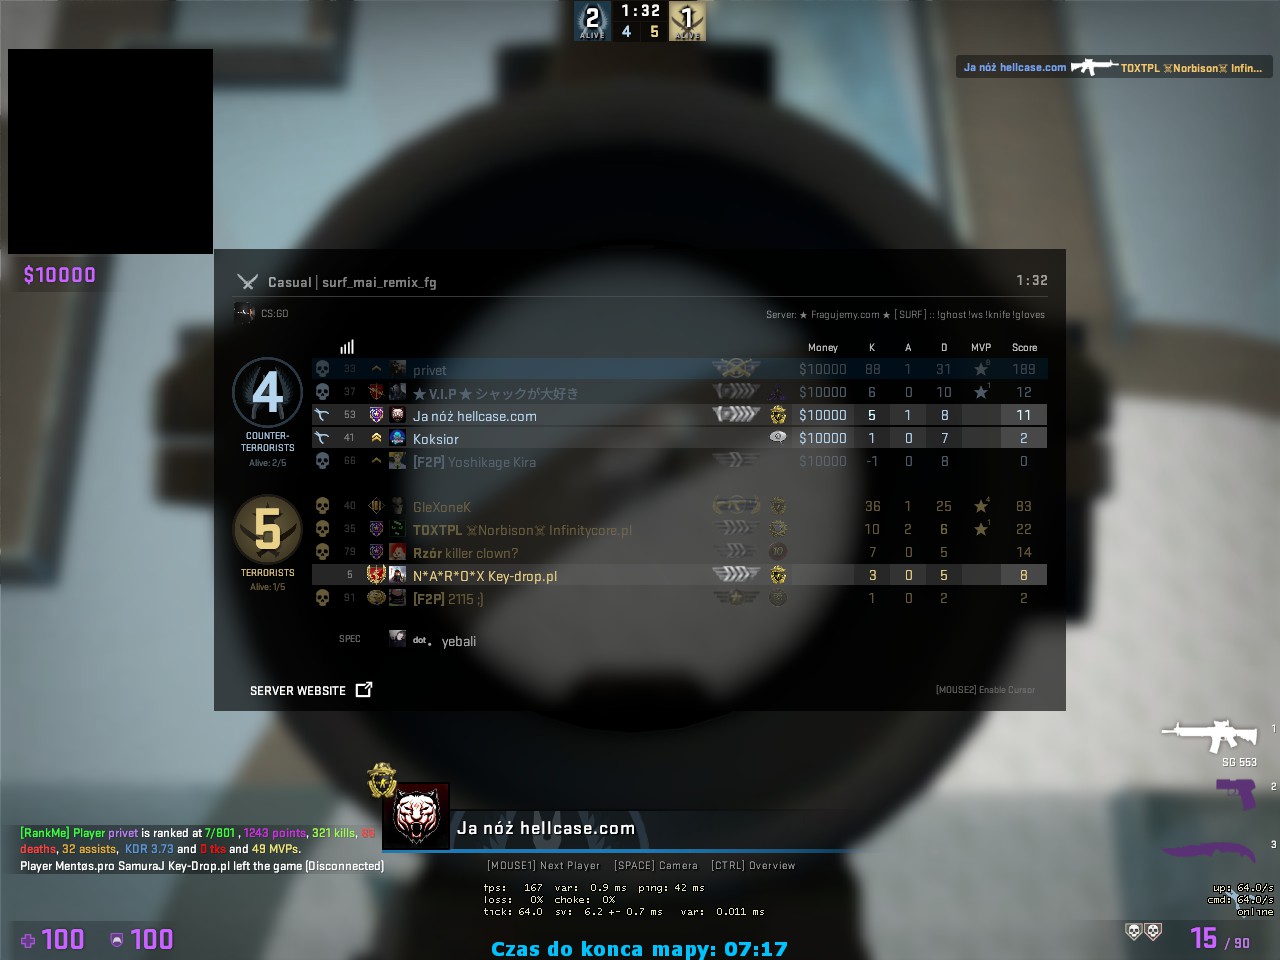 2 1:32 1
ALIVE 4 5 ALIVE
Ja nóż hellcase.com TOXTPL ☠Norbison☠ Infin...
$10000
Casual | surf_mai_remix_fg 1:32
CS:GO Server: ★ Fragujemy.com ★ [ SURF ] :: !ghost !ws !knife !gloves
Money K A D MVP Score
4
COUNTER-
TERRORISTS
Alive: 2/5
33 privet $10000 88 1 31 ★9 189
37 ★ V.I.P ★ シャックが大好き $10000 6 0 10 ★1 12
53 Ja nóż hellcase.com $10000 5 1 8 11
41 Koksior $10000 1 0 7 2
66 [F2P] Yoshikage Kira $10000 -1 0 8 0
5
TERRORISTS
Alive: 1/5
40 GleXoneK 36 1 25 ★4 83
35 TOXTPL ☠Norbison☠ Infinitycore.pl 10 2 6 ★1 22
79 Rzór killer clown? 7 0 5 14
5 N*A*R*O*X Key-drop.pl 3 0 5 8
91 [F2P] 2115 ;) 1 0 2 2
SPEC dot. yebali
SERVER WEBSITE [MOUSE2] Enable Cursor
1
SG 553
2
3
Ja nóż hellcase.com
[RankMe] Player privet is ranked at 7/801 , 1243 points, 321 kills, 86
deaths, 32 assists, KDR 3.73 and 0 tks and 49 MVPs.
Player Mentøs.pro SamuraJ Key-Drop.pl left the game (Disconnected)
[MOUSE1] Next Player [SPACE] Camera [CTRL] Overview
fps: 167 var: 0.9 ms ping: 42 ms
loss: 0% choke: 0%
tick: 64.0 sv: 6.2 +- 0.7 ms var: 0.011 ms
up: 64.0/s
cmd: 64.0/s
online
100 100
15 / 90
Czas do konca mapy: 07:17